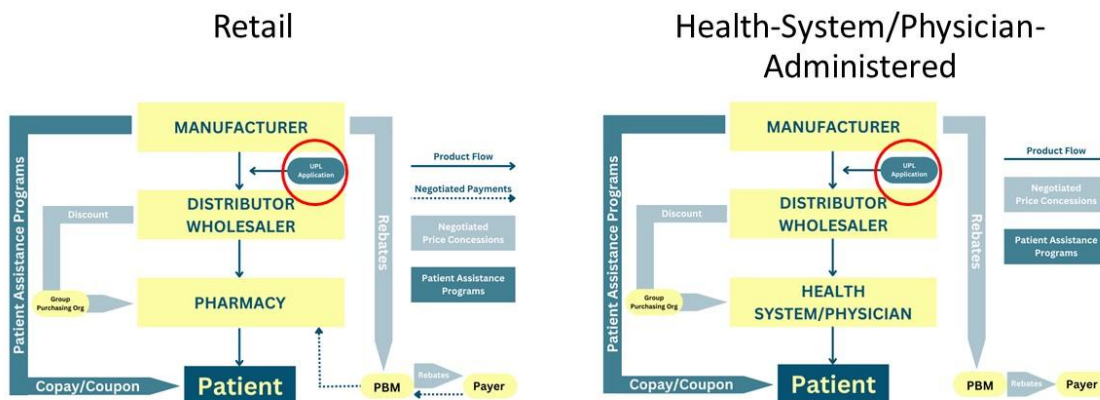 Retail
MANUFACTURER
UPL
Application
DISTRIBUTOR
WHOLESALER
Discount
Group
Purchasing Org
PHARMACY
Patient
Copay/Coupon
Patient Assistance Programs
Rebates
PBM
Rebates
Payer
Product Flow
Negotiated Payments
Negotiated
Price Concessions
Patient Assistance
Programs
Health-System/Physician-
Administered
MANUFACTURER
UPL
Application
DISTRIBUTOR
WHOLESALER
Discount
Group
Purchasing Org
HEALTH
SYSTEM/PHYSICIAN
Patient
Copay/Coupon
Patient Assistance Programs
Rebates
PBM
Rebates
Payer
Product Flow
Negotiated
Price Concessions
Patient Assistance
Programs